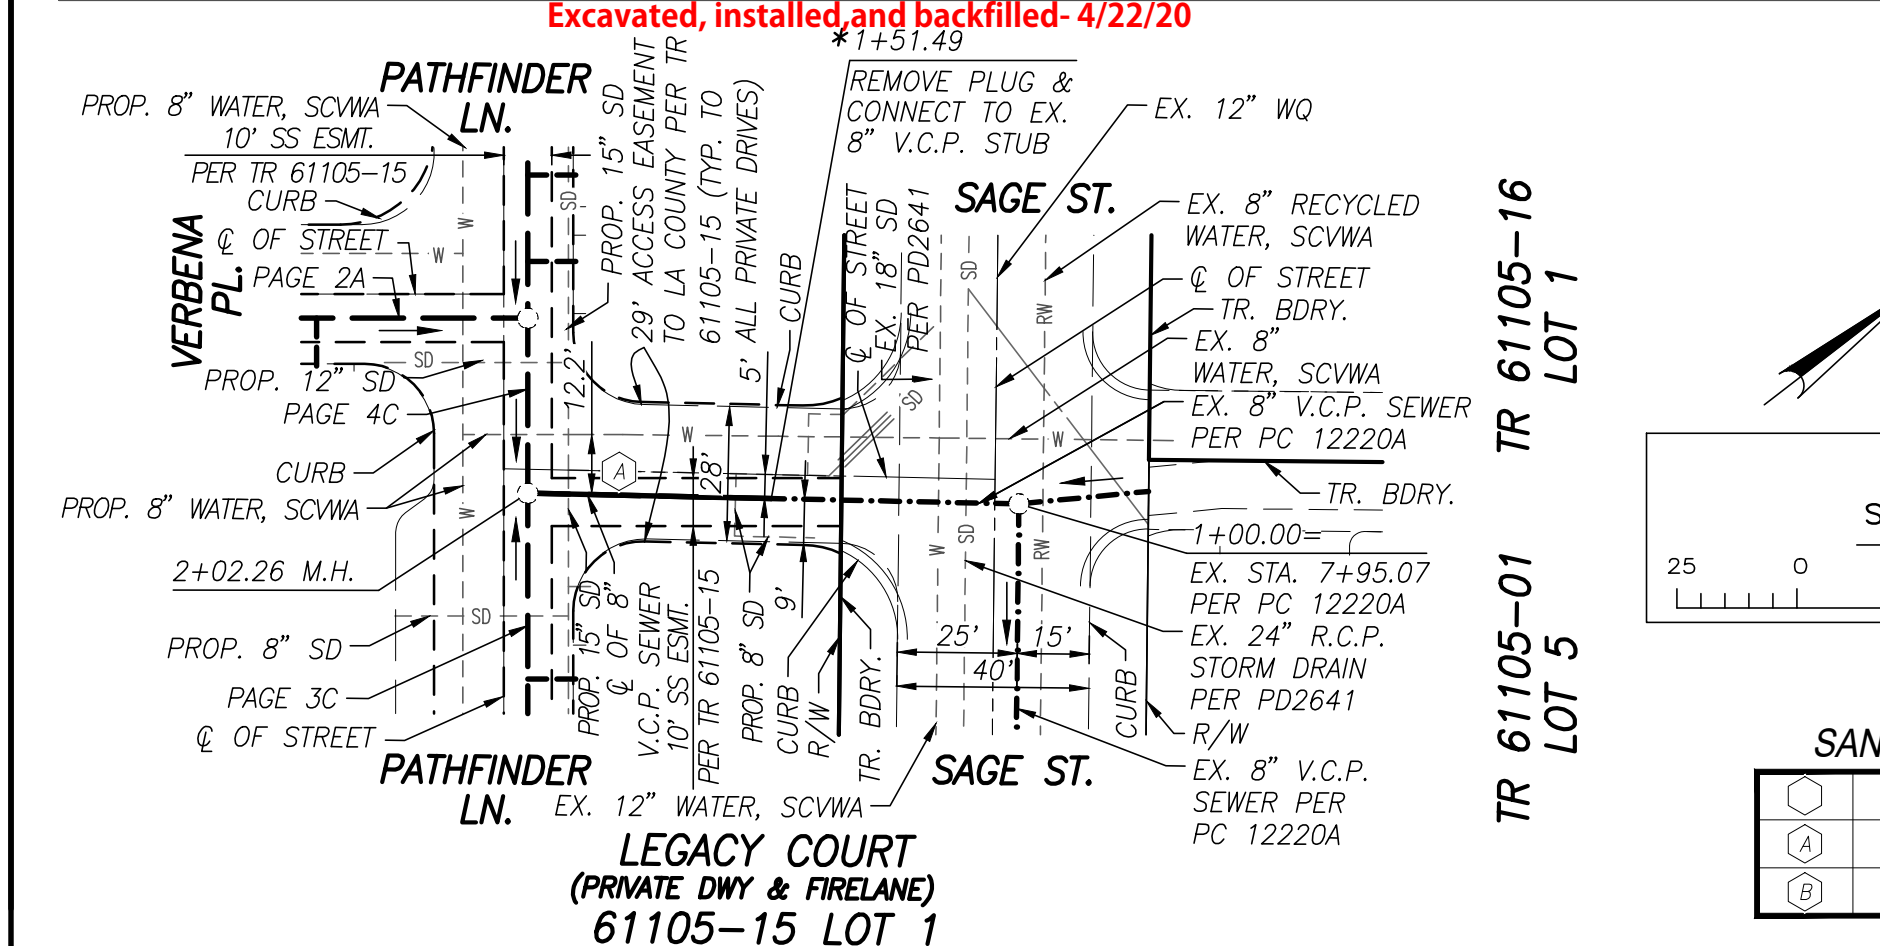 Excavated, installed,and backfilled- 4/22/20
*1+51.49
REMOVE PLUG &
CONNECT TO EX.
8" V.C.P. STUB
PATHFINDER
LN.
PROP. 8" WATER, SCVWA
10' SS ESMT.
PER TR 61105-15
CURB
℄ OF STREET
PAGE 2A
VERBENA
PL.
PROP. 12" SD
PAGE 4C
CURB
PROP. 8" WATER, SCVWA
2+02.26 M.H.
PROP. 8" SD
PAGE 3C
℄ OF STREET
PATHFINDER
LN.
W
W
SD
W
SD
SD
PROP. 15" SD
29' ACCESS EASEMENT
TO LA COUNTY PER TR
61105-15 (TYP. TO
ALL PRIVATE DRIVES)
12.2'
5'
CURB
A
W
28'
9'
PROP. 15" SD
℄ OF 8"
V.C.P. SEWER
10' SS ESMT.
PER TR 61105-15
PROP. 8" SD
CURB
R/W
TR. BDRY.
℄ OF STREET
EX. 18" SD
PER PD2641
SD
SD
RW
W
W
SD
RW
SAGE ST.
EX. 12" WQ
EX. 8" RECYCLED
WATER, SCVWA
℄ OF STREET
TR. BDRY.
EX. 8"
WATER, SCVWA
EX. 8" V.C.P. SEWER
PER PC 12220A
TR. BDRY.
1+00.00=
EX. STA. 7+95.07
PER PC 12220A
EX. 24" R.C.P.
STORM DRAIN
PER PD2641
R/W
EX. 8" V.C.P.
SEWER PER
PC 12220A
25'
15'
40'
CURB
SAGE ST.
EX. 12" WATER, SCVWA
LEGACY COURT
(PRIVATE DWY & FIRELANE)
61105-15 LOT 1
TR 61105-16
LOT 1
TR 61105-01
LOT 5
S
25
0
SAN
A
B